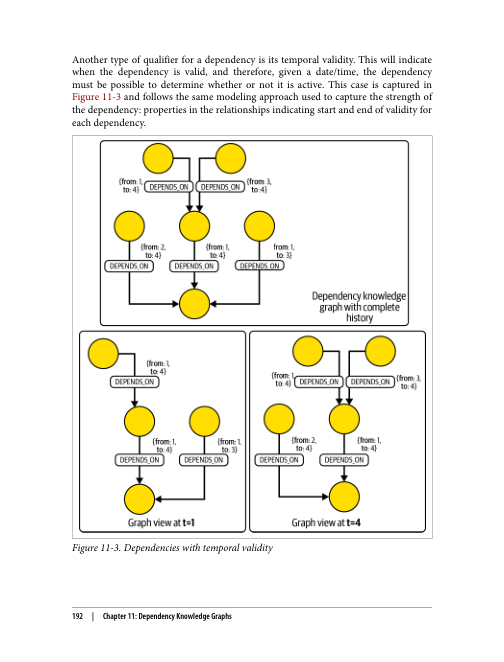 Another type of qualifier for a dependency is its temporal validity. This will indicate
when the dependency is valid, and therefore, given a date/time, the dependency
must be possible to determine whether or not it is active. This case is captured in
Figure 11-3 and follows the same modeling approach used to capture the strength of
the dependency: properties in the relationships indicating start and end of validity for
each dependency.
{from: 1,
to: 4}
DEPENDS_ON
DEPENDS_ON
{from: 3,
to :4}
{from: 2,
to: 4}
DEPENDS_ON
{from: 1,
to: 4}
DEPENDS_ON
from: 1,
to: 3}
DEPENDS_ON
Dependency knowledge
graph with complete
history
{from: 1,
to: 4}
DEPENDS_ON
{from: 1,
to: 4}
DEPENDS_ON
{from: 1,
to: 3}
DEPENDS_ON
Graph view at t=1
{from: 1,
to: 4}
DEPENDS_ON
DEPENDS_ON
{from: 3,
to: 4}
{from: 2,
to: 4}
DEPENDS_ON
{from: 1,
to: 4}
DEPENDS_ON
Graph view at t=4
Figure 11-3. Dependencies with temporal validity
192 | Chapter 11: Dependency Knowledge Graphs